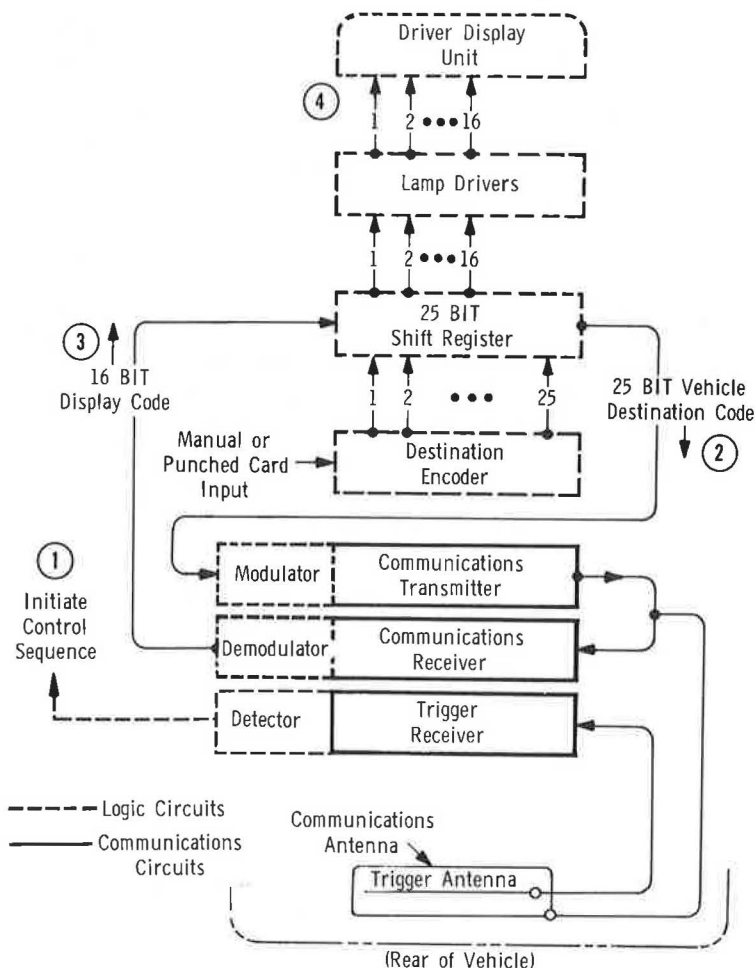 Driver Display
Unit
4
1 2 ●●● 16
Lamp Drivers
1 2 ●●● 16
25 BIT
Shift Register
3
16 BIT
Display Code
1 2 ●●● 25
25 BIT Vehicle
Destination Code
2
Manual or
Punched Card
Input
Destination
Encoder
1
Initiate
Control
Sequence
Modulator
Communications
Transmitter
Demodulator
Communications
Receiver
Detector
Trigger
Receiver
Logic Circuits
Communications
Circuits
Communications
Antenna
Trigger Antenna
(Rear of Vehicle)